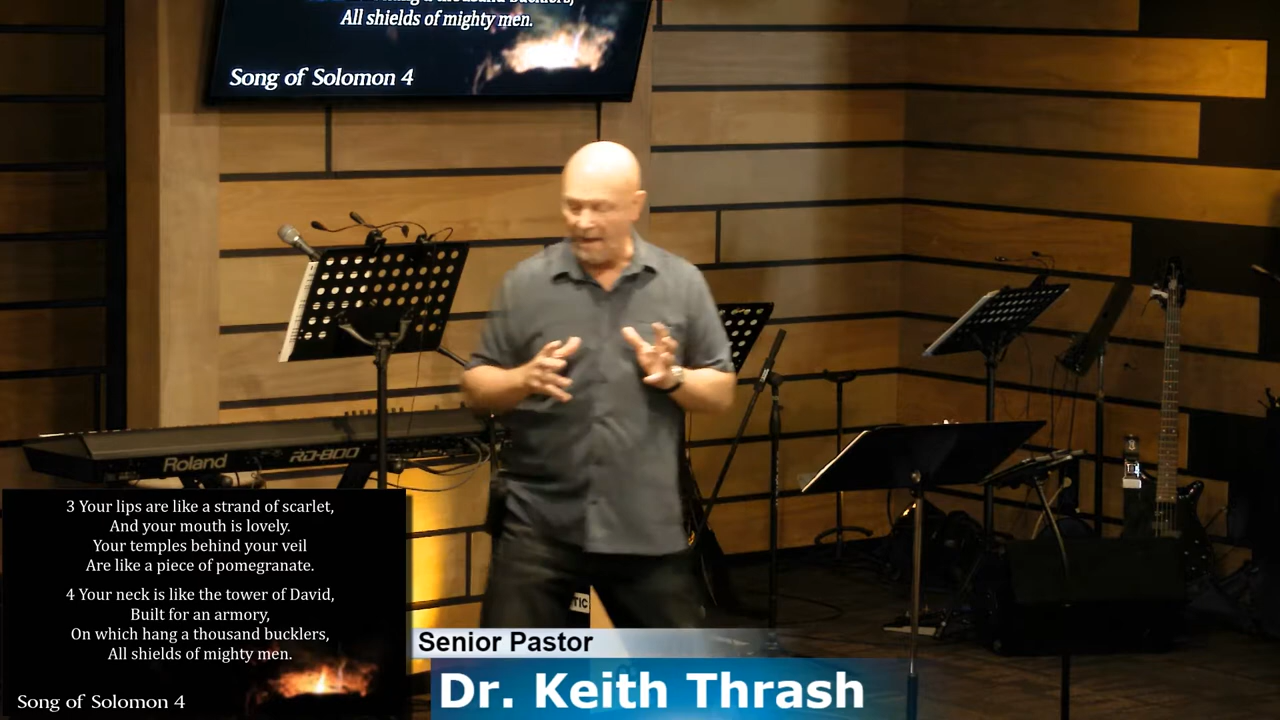 All shields of mighty men.
Song of Solomon 4
Roland
RD-800
3 Your lips are like a strand of scarlet,
And your mouth is lovely.
Your temples behind your veil
Are like a piece of pomegranate.
4 Your neck is like the tower of David,
Built for an armory,
On which hang a thousand bucklers,
All shields of mighty men.
Song of Solomon 4
Senior Pastor
Dr. Keith Thrash